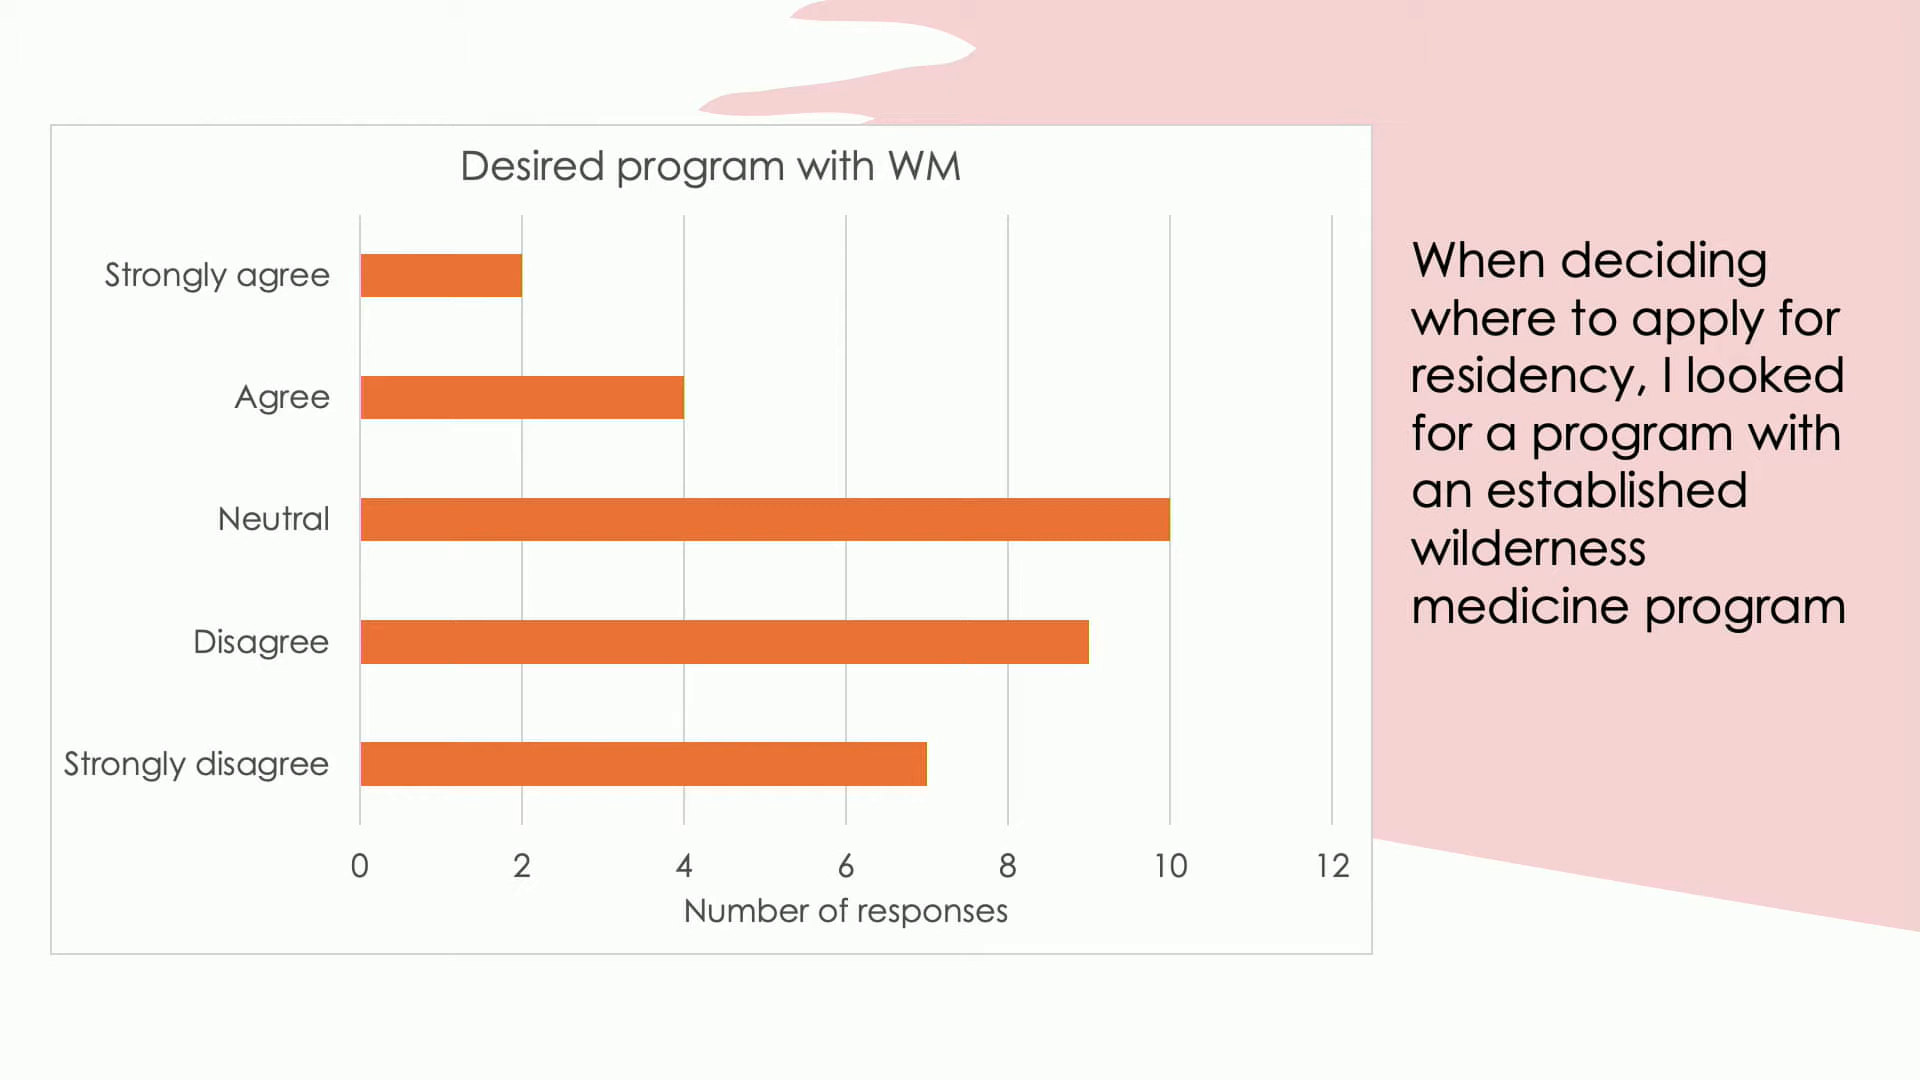 Desired program with WM
Strongly agree
Agree
Neutral
Disagree
Strongly disagree
0 2 4 6 8 10 12
Number of responses
When deciding
where to apply for
residency, I looked
for a program with
an established
wilderness
medicine program